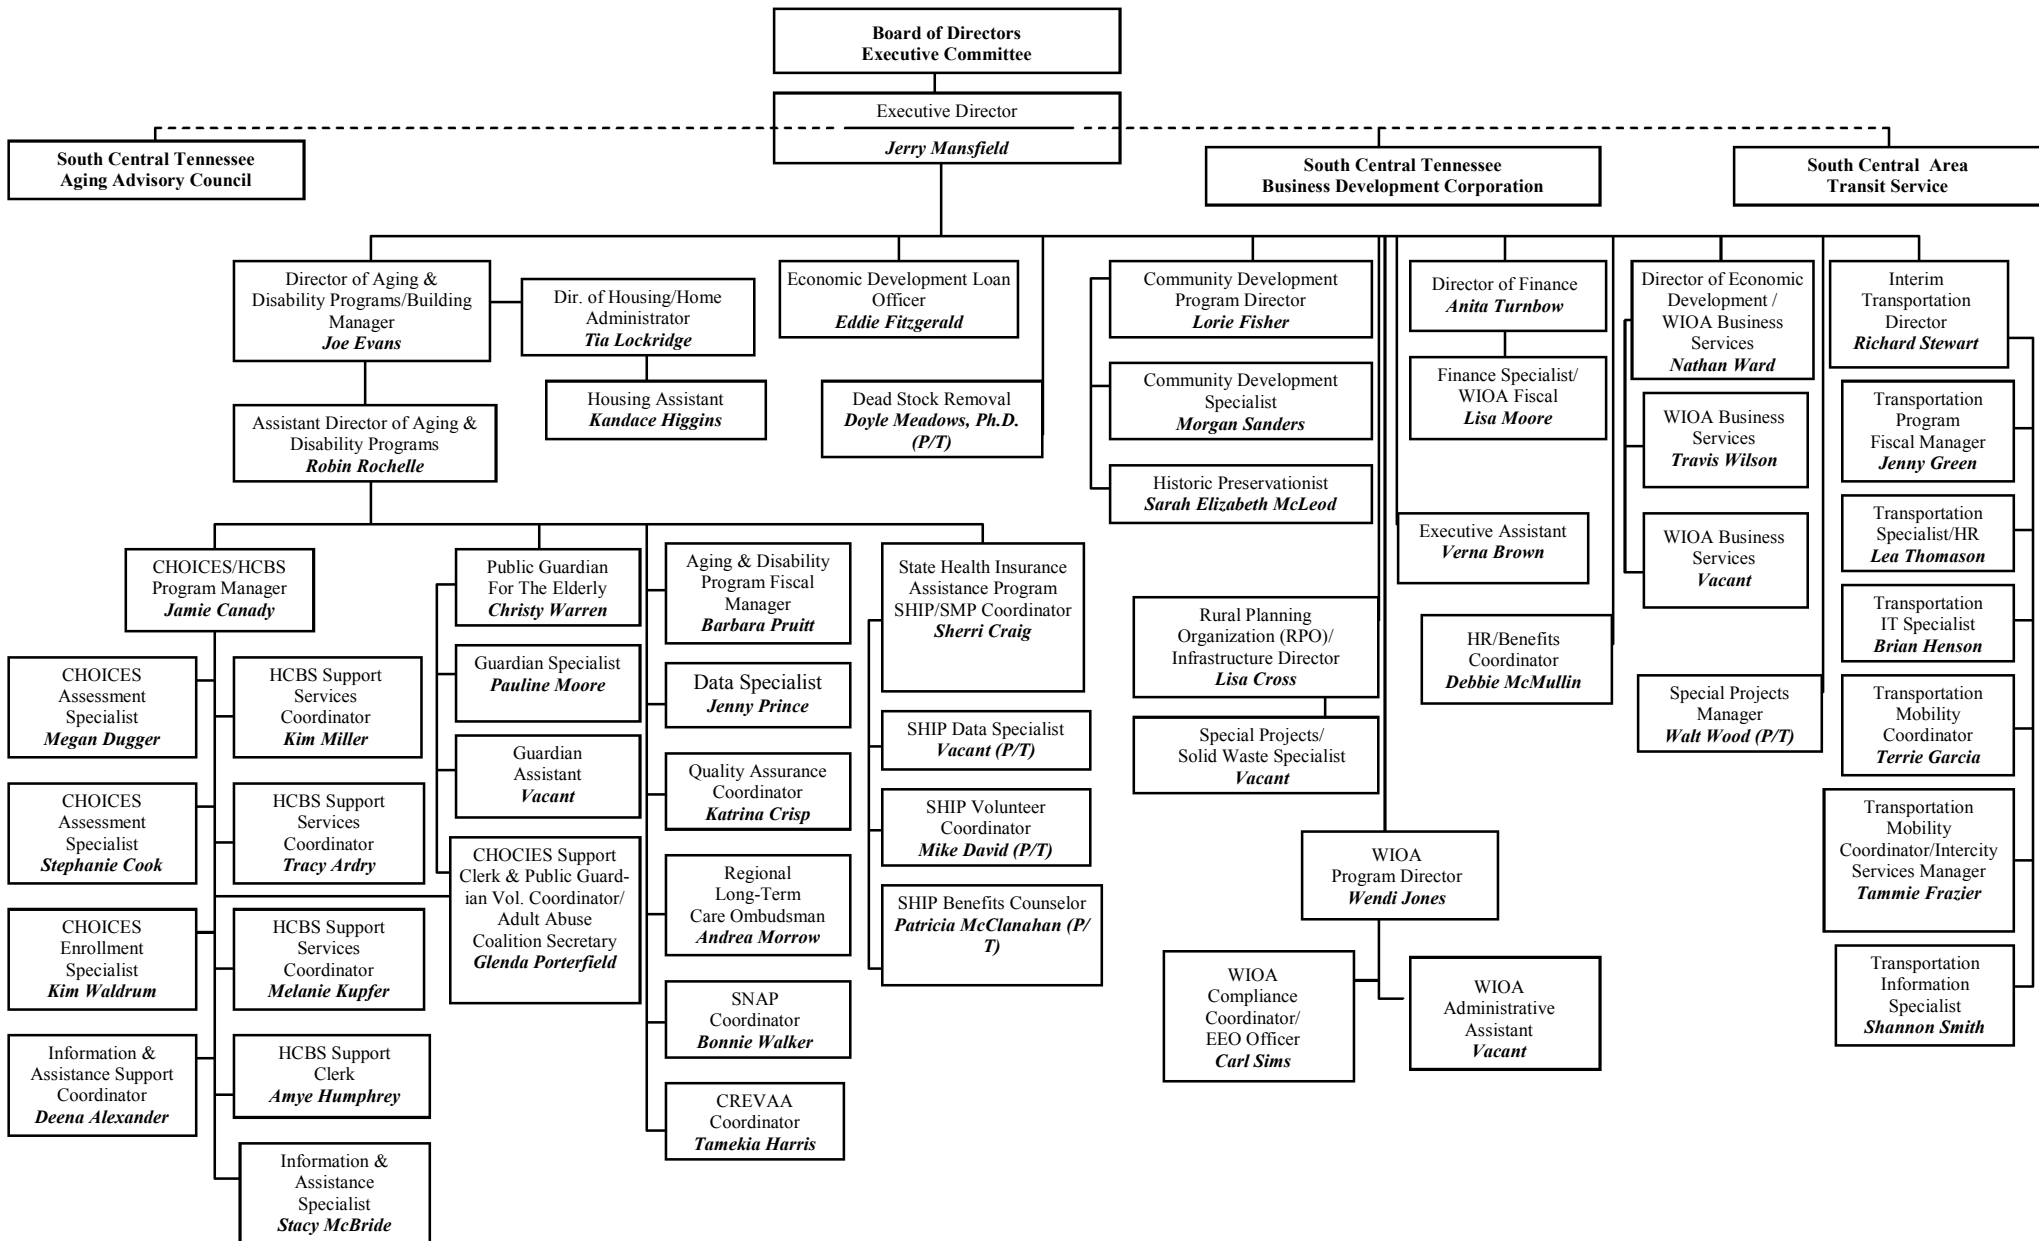 Board of Directors
Executive Committee
Executive Director
Jerry Mansfield
South Central Tennessee
Aging Advisory Council
South Central Tennessee
Business Development Corporation
South Central Area
Transit Service
Director of Aging &
Disability Programs/Building
Manager
Joe Evans
Dir. of Housing/Home
Administrator
Tia Lockridge
Housing Assistant
Kandace Higgins
Assistant Director of Aging &
Disability Programs
Robin Rochelle
Economic Development Loan
Officer
Eddie Fitzgerald
Dead Stock Removal
Doyle Meadows, Ph.D.
(P/T)
Community Development
Program Director
Lorie Fisher
Community Development
Specialist
Morgan Sanders
Historic Preservationist
Sarah Elizabeth McLeod
Director of Finance
Anita Turnbow
Finance Specialist/
WIOA Fiscal
Lisa Moore
Director of Economic
Development /
WIOA Business
Services
Nathan Ward
WIOA Business
Services
Travis Wilson
WIOA Business
Services
Vacant
Interim
Transportation
Director
Richard Stewart
Transportation
Program
Fiscal Manager
Jenny Green
Transportation
Specialist/HR
Lea Thomason
Transportation
IT Specialist
Brian Henson
Transportation
Mobility
Coordinator
Terrie Garcia
Transportation
Mobility
Coordinator/Intercity
Services Manager
Tammie Frazier
Transportation
Information
Specialist
Shannon Smith
Executive Assistant
Verna Brown
Rural Planning
Organization (RPO)/
Infrastructure Director
Lisa Cross
Special Projects/
Solid Waste Specialist
Vacant
HR/Benefits
Coordinator
Debbie McMullin
Special Projects
Manager
Walt Wood (P/T)
WIOA
Program Director
Wendi Jones
WIOA
Compliance
Coordinator/
EEO Officer
Carl Sims
WIOA
Administrative
Assistant
Vacant
CHOICES/HCBS
Program Manager
Jamie Canady
CHOICES
Assessment
Specialist
Megan Dugger
HCBS Support
Services
Coordinator
Kim Miller
CHOICES
Assessment
Specialist
Stephanie Cook
HCBS Support
Services
Coordinator
Tracy Ardry
CHOICES
Enrollment
Specialist
Kim Waldrum
HCBS Support
Services
Coordinator
Melanie Kupfer
Information &
Assistance Support
Coordinator
Deena Alexander
HCBS Support
Clerk
Amye Humphrey
Information &
Assistance
Specialist
Stacy McBride
Public Guardian
For The Elderly
Christy Warren
Guardian Specialist
Pauline Moore
Guardian
Assistant
Vacant
CHOCIES Support
Clerk & Public Guard-
ian Vol. Coordinator/
Adult Abuse
Coalition Secretary
Glenda Porterfield
Aging & Disability
Program Fiscal
Manager
Barbara Pruitt
Data Specialist
Jenny Prince
Quality Assurance
Coordinator
Katrina Crisp
Regional
Long-Term
Care Ombudsman
Andrea Morrow
SNAP
Coordinator
Bonnie Walker
CREVAA
Coordinator
Tamekia Harris
State Health Insurance
Assistance Program
SHIP/SMP Coordinator
Sherri Craig
SHIP Data Specialist
Vacant (P/T)
SHIP Volunteer
Coordinator
Mike David (P/T)
SHIP Benefits Counselor
Patricia McClanahan (P/
T)